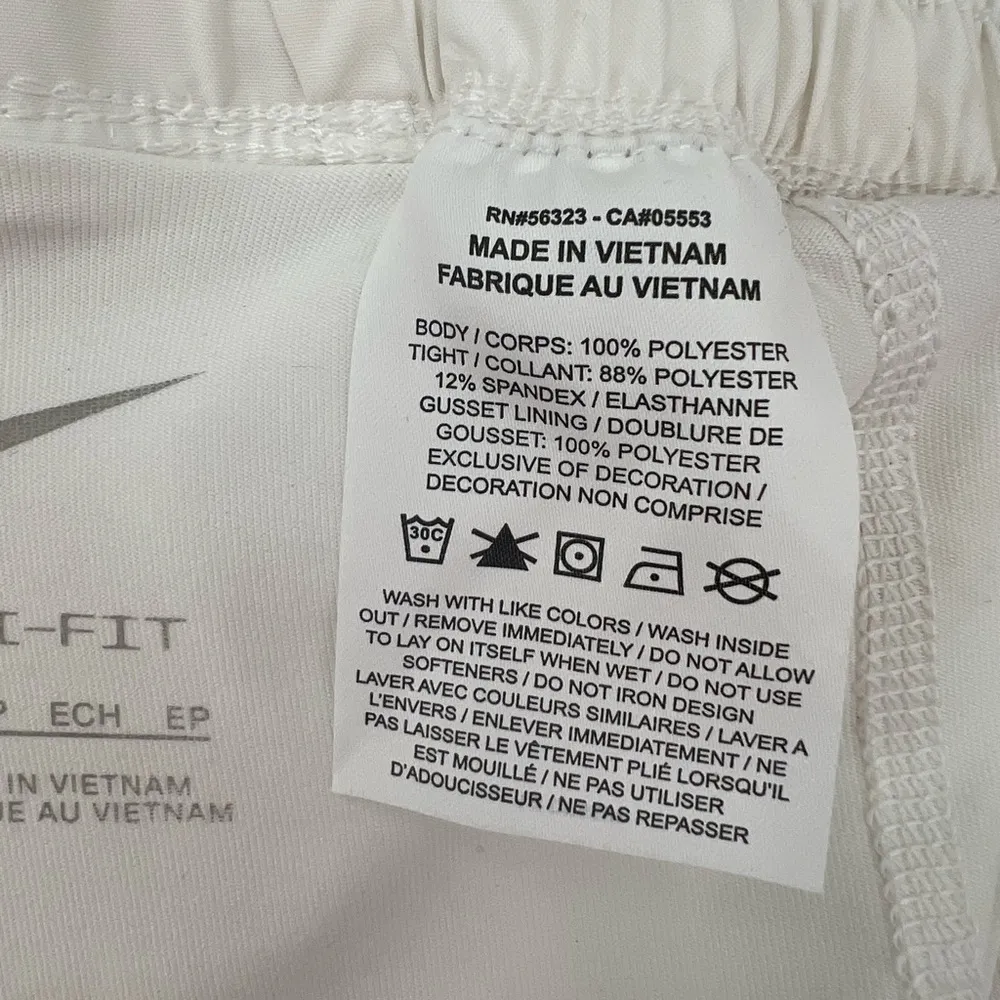 RN#56323 - CA#05553
MADE IN VIETNAM
FABRIQUE AU VIETNAM
BODY / CORPS: 100% POLYESTER
TIGHT / COLLANT: 88% POLYESTER
12% SPANDEX / ELASTHANNE
GUSSET LINING / DOUBLURE DE
GOUSSET: 100% POLYESTER
EXCLUSIVE OF DECORATION /
DECORATION NON COMPRISE
30C
WASH WITH LIKE COLORS / WASH INSIDE
OUT / REMOVE IMMEDIATELY / DO NOT ALLOW
TO LAY ON ITSELF WHEN WET / DO NOT USE
SOFTENERS / DO NOT IRON DESIGN
LAVER AVEC COULEURS SIMILAIRES / LAVER A
L'ENVERS / ENLEVER IMMEDIATEMENT / NE
PAS LAISSER LE VÊTEMENT PLIÉ LORSQU'IL
EST MOUILLÉ / NE PAS UTILISER
D'ADOUCISSEUR / NE PAS REPASSER
I-FIT
P ECH EP
IN VIETNAM
UE AU VIETNAM